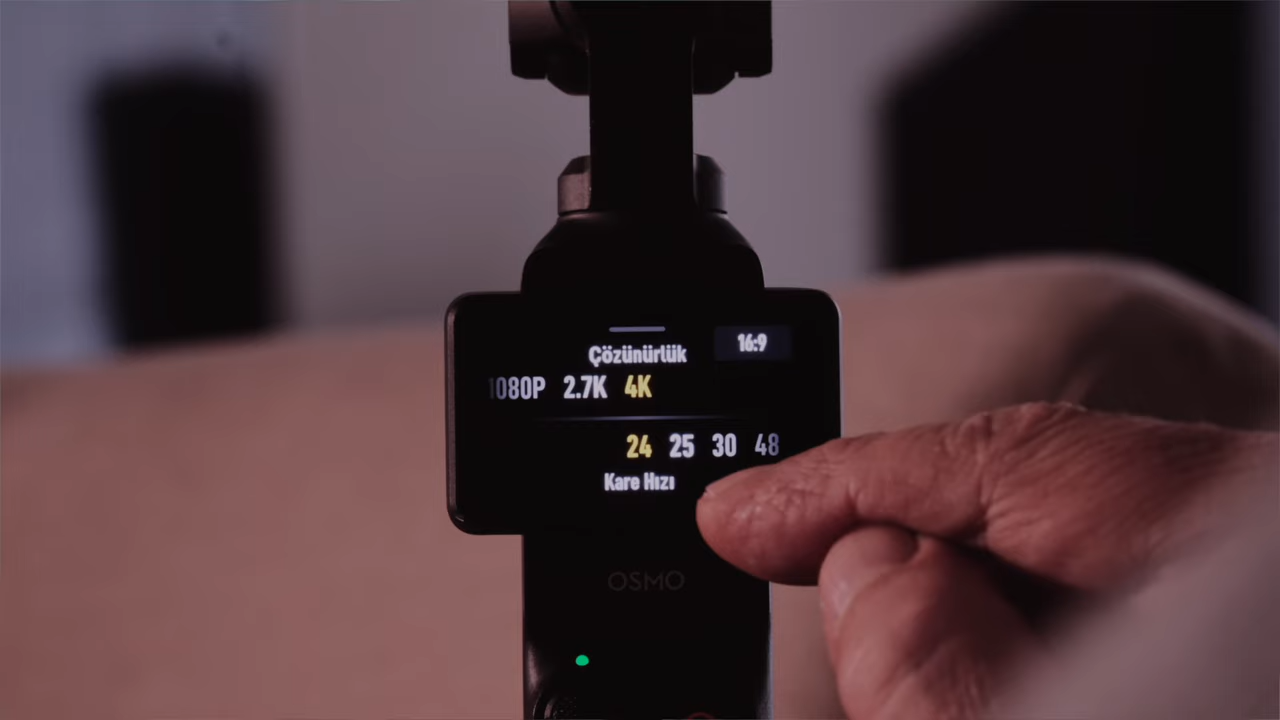 Çözünürlük
16:9
1080P 2.7K 4K
24 25 30 48
Kare Hızı
OSMO